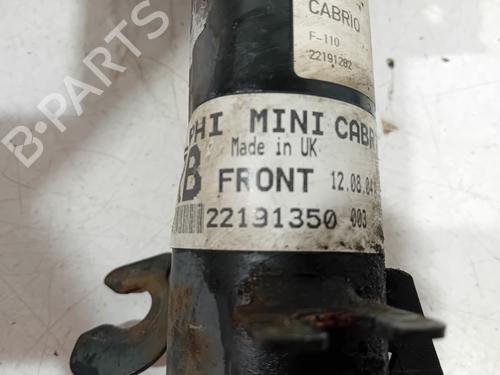 CABRIO
F-110
22191282
PHI MINI CABR
Made in UK
B FRONT 12.08.04
22191350 003
B-PARTS